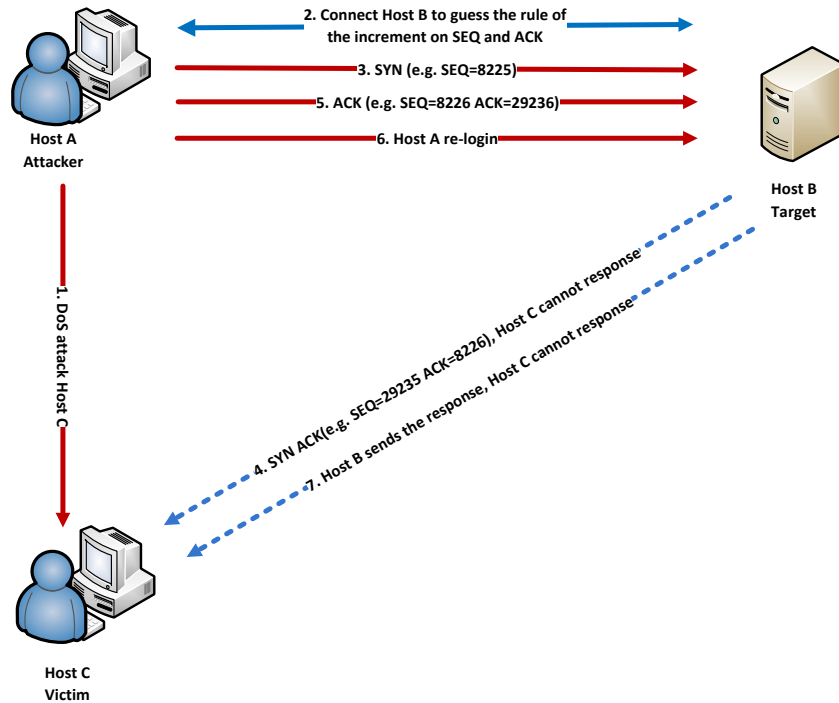 2. Connect Host B to guess the rule of
the increment on SEQ and ACK
3. SYN (e.g. SEQ=8225)
5. ACK (e.g. SEQ=8226 ACK=29236)
6. Host A re-login
Host A
Attacker
Host B
Target
1. DoS attack Host C
4. SYN ACK(e.g. SEQ=29235 ACK=8226), Host C cannot response
7. Host B sends the response, Host C cannot response
Host C
Victim